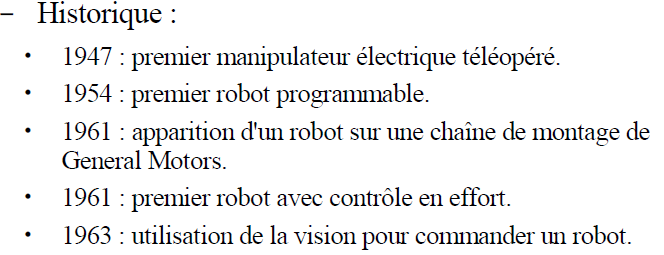 – Historique :
• 1947 : premier manipulateur électrique téléopéré.
• 1954 : premier robot programmable.
• 1961 : apparition d'un robot sur une chaîne de montage de
General Motors.
• 1961 : premier robot avec contrôle en effort.
• 1963 : utilisation de la vision pour commander un robot.